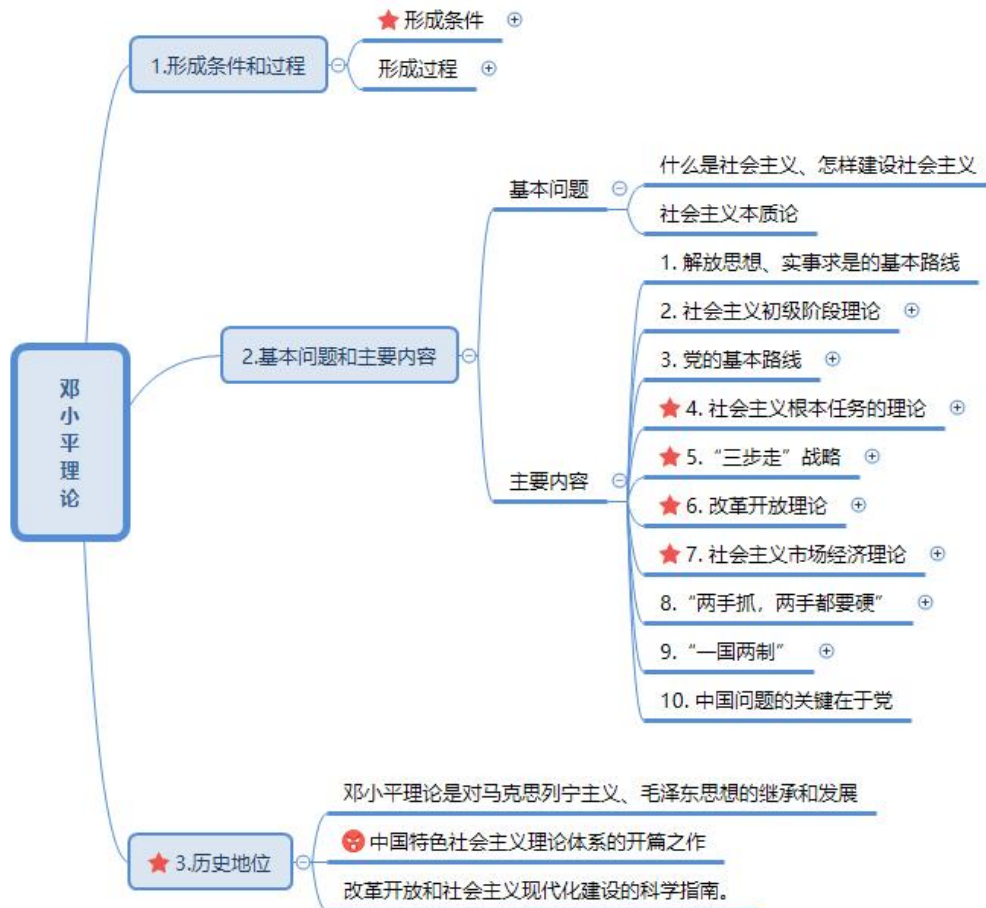 邓小平理论
1.形成条件和过程
形成条件
形成过程
2.基本问题和主要内容
基本问题
什么是社会主义、怎样建设社会主义
社会主义本质论
主要内容
1. 解放思想、实事求是的基本路线
2. 社会主义初级阶段理论
3. 党的基本路线
4. 社会主义根本任务的理论
5. “三步走” 战略
6. 改革开放理论
7. 社会主义市场经济理论
8. “两手抓，两手都要硬”
9. “一国两制”
10. 中国问题的关键在于党
3.历史地位
邓小平理论是对马克思列宁主义、毛泽东思想的继承和发展
中国特色社会主义理论体系的开篇之作
改革开放和社会主义现代化建设的科学指南。